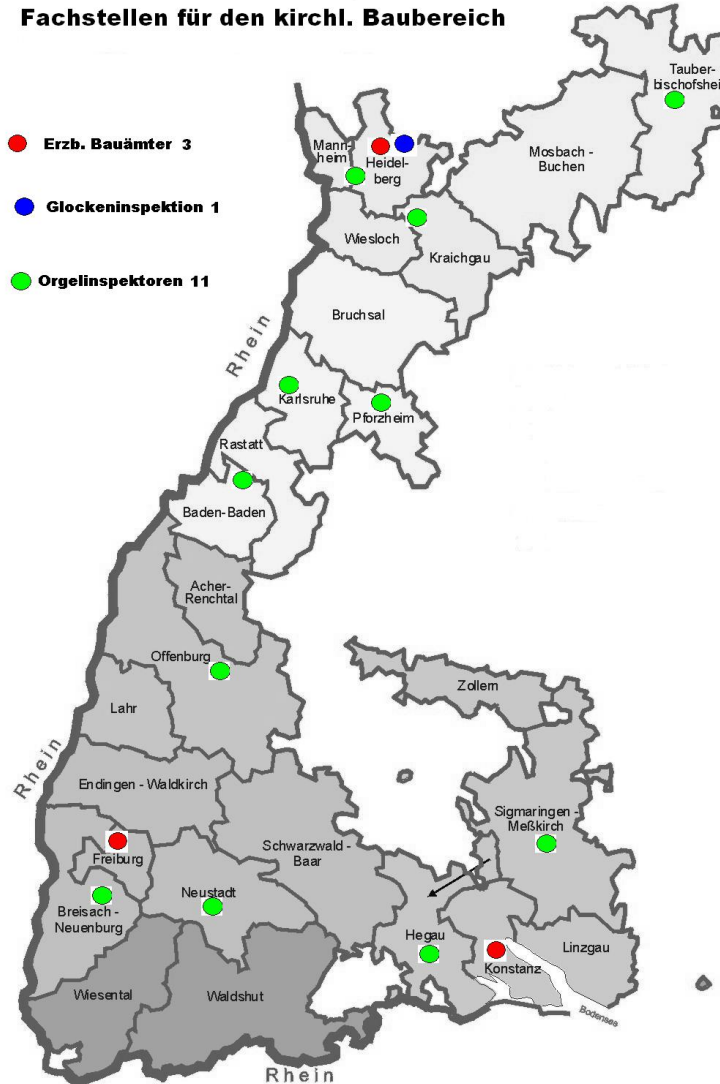 Fachstellen für den kirchl. Baubereich
Erzb. Bauämter 3
Glockeninspektion 1
Orgelinspektoren 11
Tauber-
bischofsheim
Mann-
heim
Heidel-
berg
Mosbach -
Buchen
Wiesloch
Kraichgau
Bruchsal
Rhein
Karlsruhe
Pforzheim
Rastatt
Baden-Baden
Acher-
Renchtal
Offenburg
Zollern
Lahr
Rhein
Endingen - Waldkirch
Sigmaringen -
Meßkirch
Schwarzwald -
Baar
Freiburg
Neustadt
Breisach -
Neuenburg
Hegau
Linzgau
Konstanz
Wiesental
Waldshut
Bodensee
Rhein